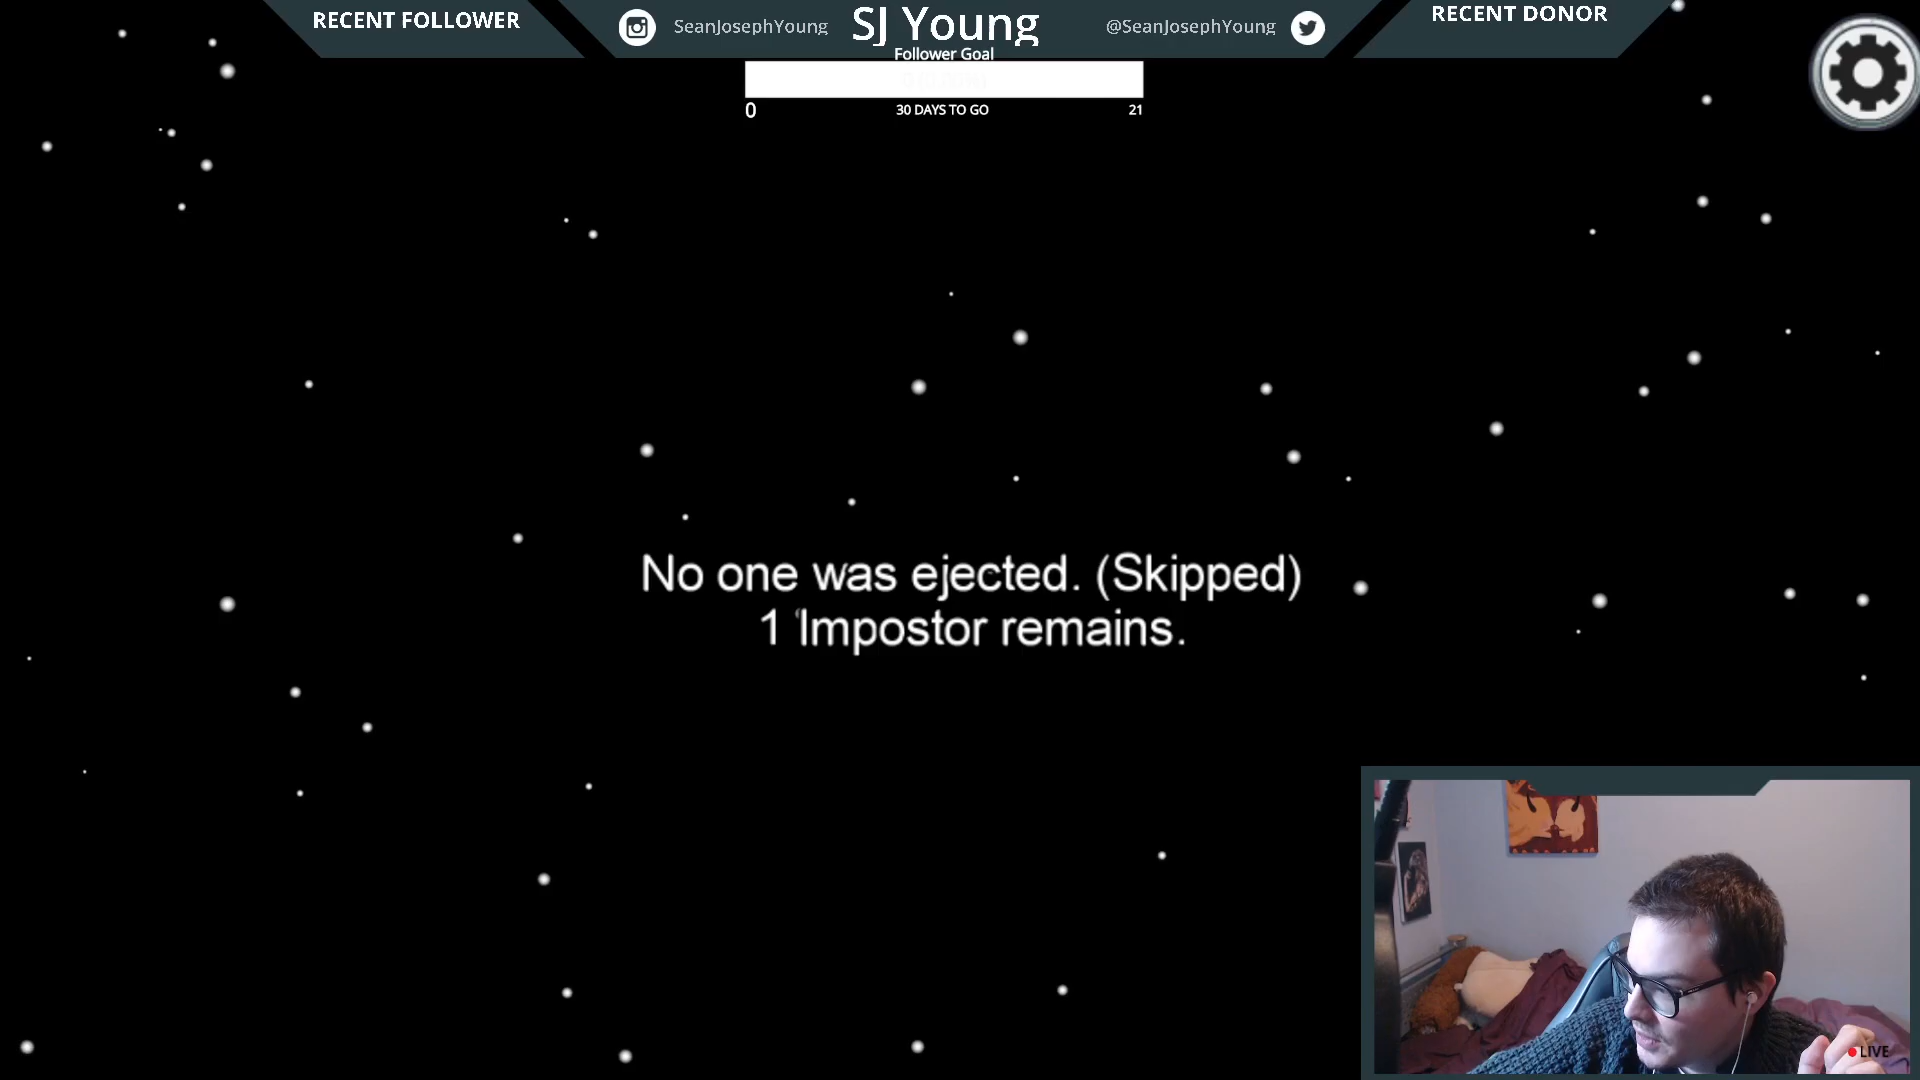 RECENT FOLLOWER
SeanJosephYoung
SJ Young
@SeanJosephYoung
RECENT DONOR
Follower Goal
0
30 DAYS TO GO
21
No one was ejected. (Skipped)
1 Impostor remains.
LIVE